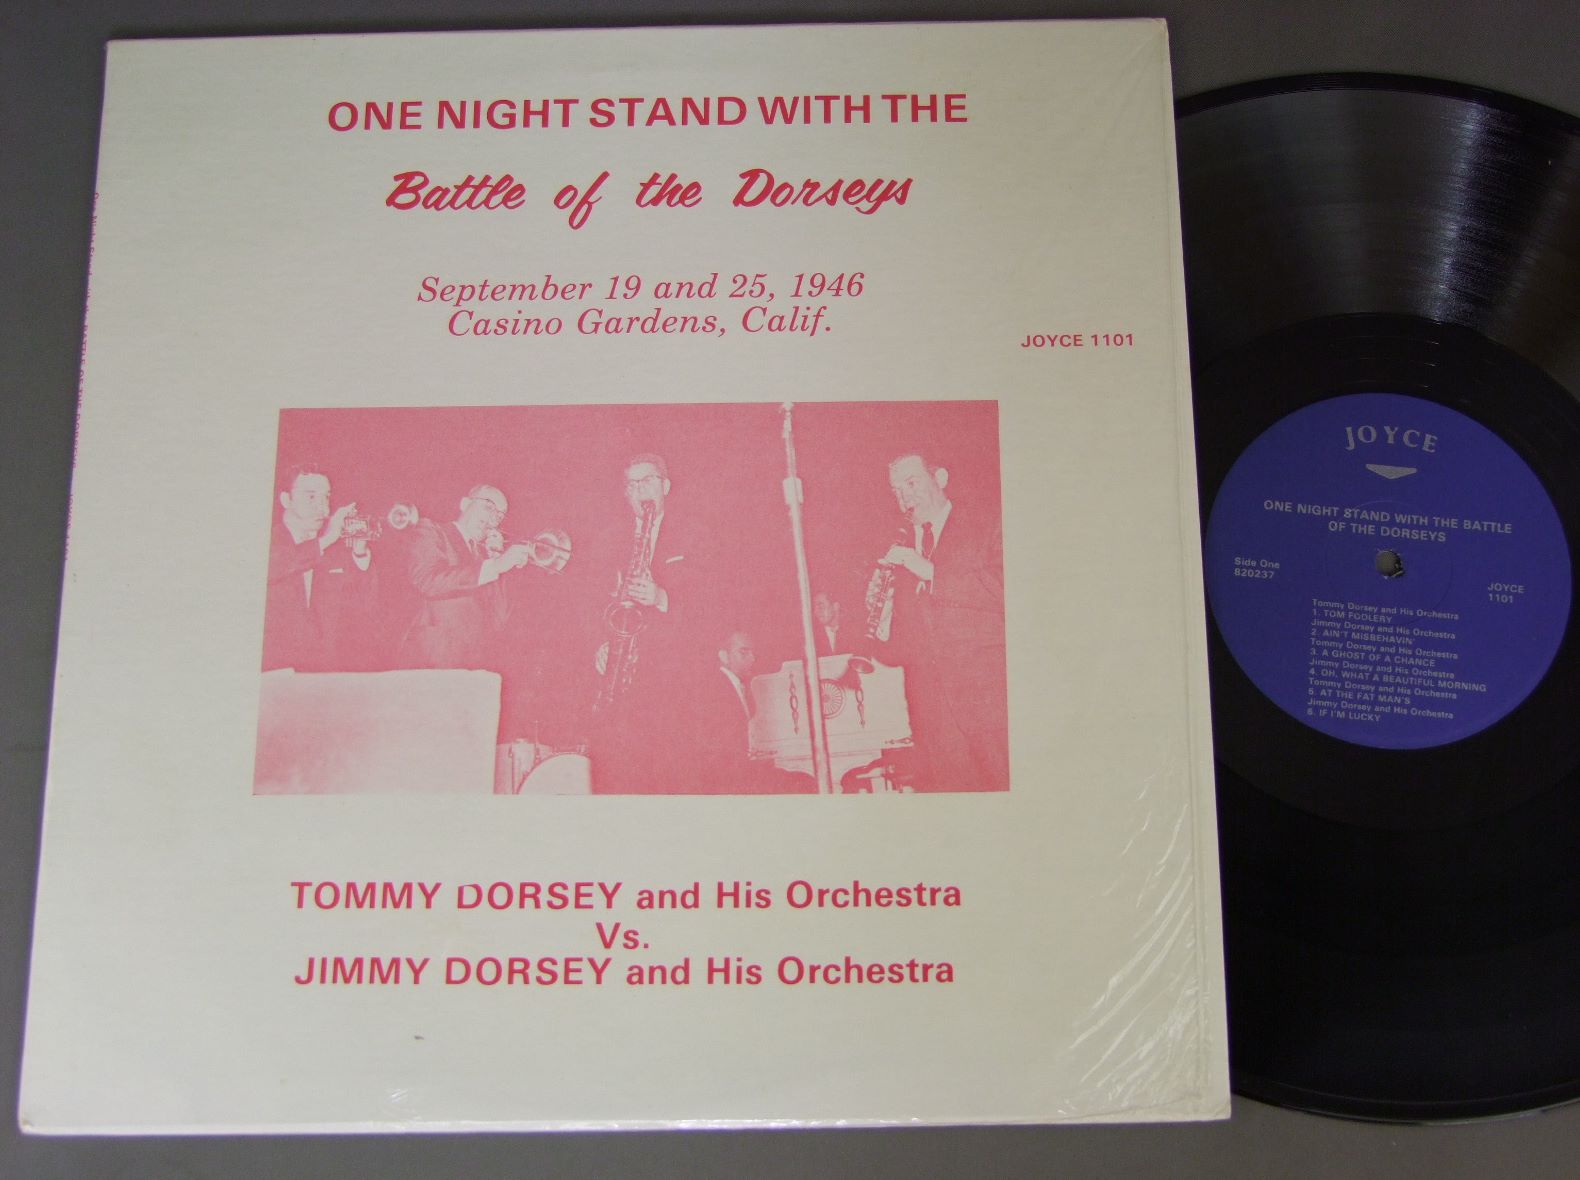 ONE NIGHT STAND WITH THE
Battle of the Dorseys
September 19 and 25, 1946
Casino Gardens, Calif.
JOYCE 1101
TOMMY DORSEY and His Orchestra
Vs.
JIMMY DORSEY and His Orchestra
JOYCE
ONE NIGHT STAND WITH THE BATTLE
OF THE DORSEYS
Side One
820237
JOYCE
1101
Tommy Dorsey and His Orchestra
1. TOM FOOLERY
Jimmy Dorsey and His Orchestra
2. AIN'T MISBEHAVIN'
Tommy Dorsey and His Orchestra
3. A GHOST OF A CHANCE
Jimmy Dorsey and His Orchestra
4. OH, WHAT A BEAUTIFUL MORNING
Tommy Dorsey and His Orchestra
5. AT THE FAT MAN'S
Jimmy Dorsey and His Orchestra
6. IF I'M LUCKY